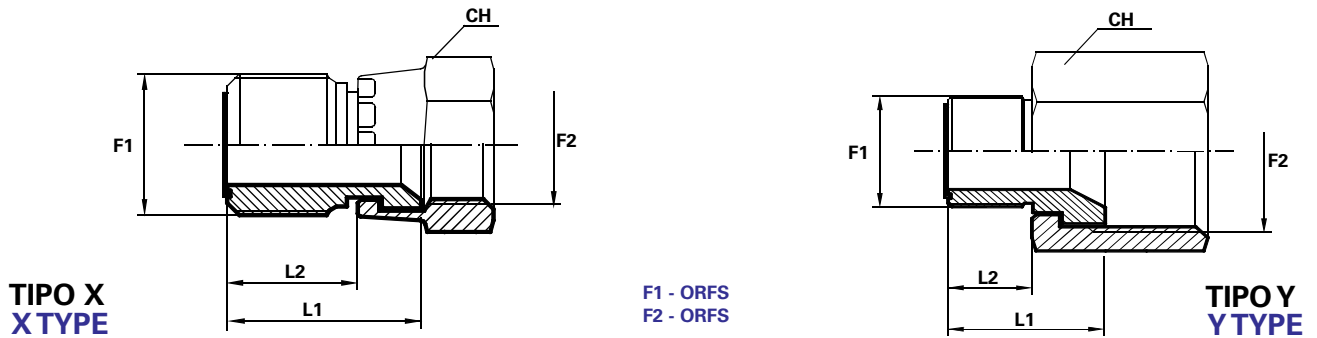 CH
F1
F2
L2
L1
TIPO X
X TYPE
F1 - ORFS
F2 - ORFS
CH
F1
F2
L2
L1
TIPO Y
Y TYPE